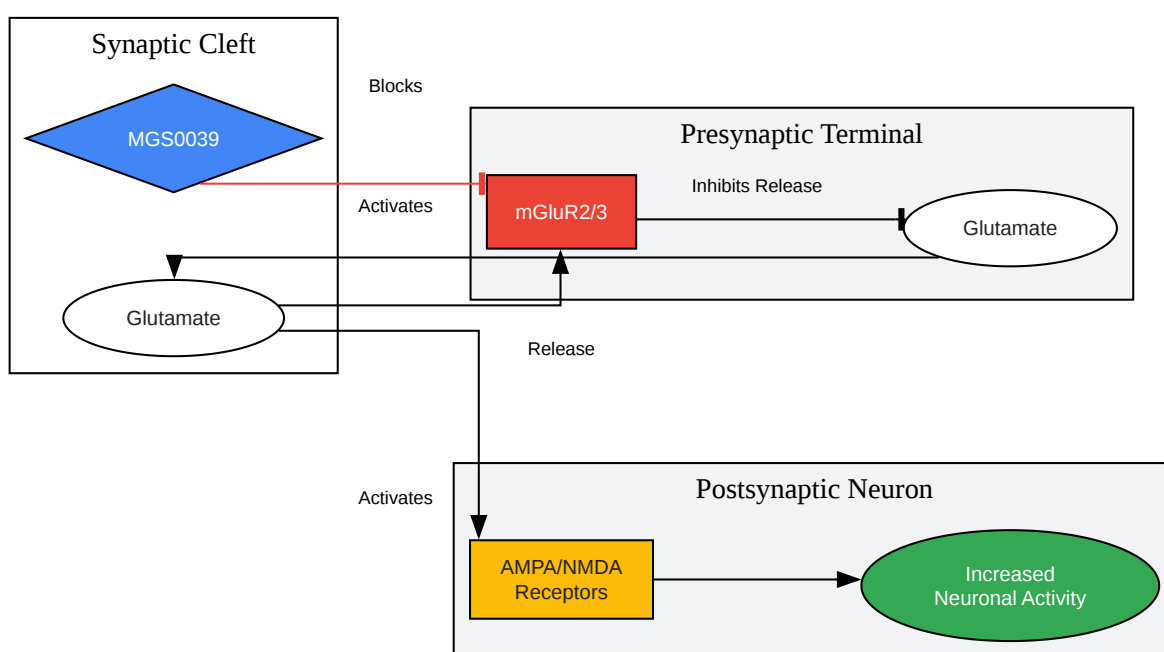 Synaptic Cleft
MGS0039
Blocks
Presynaptic Terminal
mGluR2/3
Inhibits Release
Glutamate
Activates
Glutamate
Release
Activates
Postsynaptic Neuron
AMPA/NMDA
Receptors
Increased
Neuronal Activity